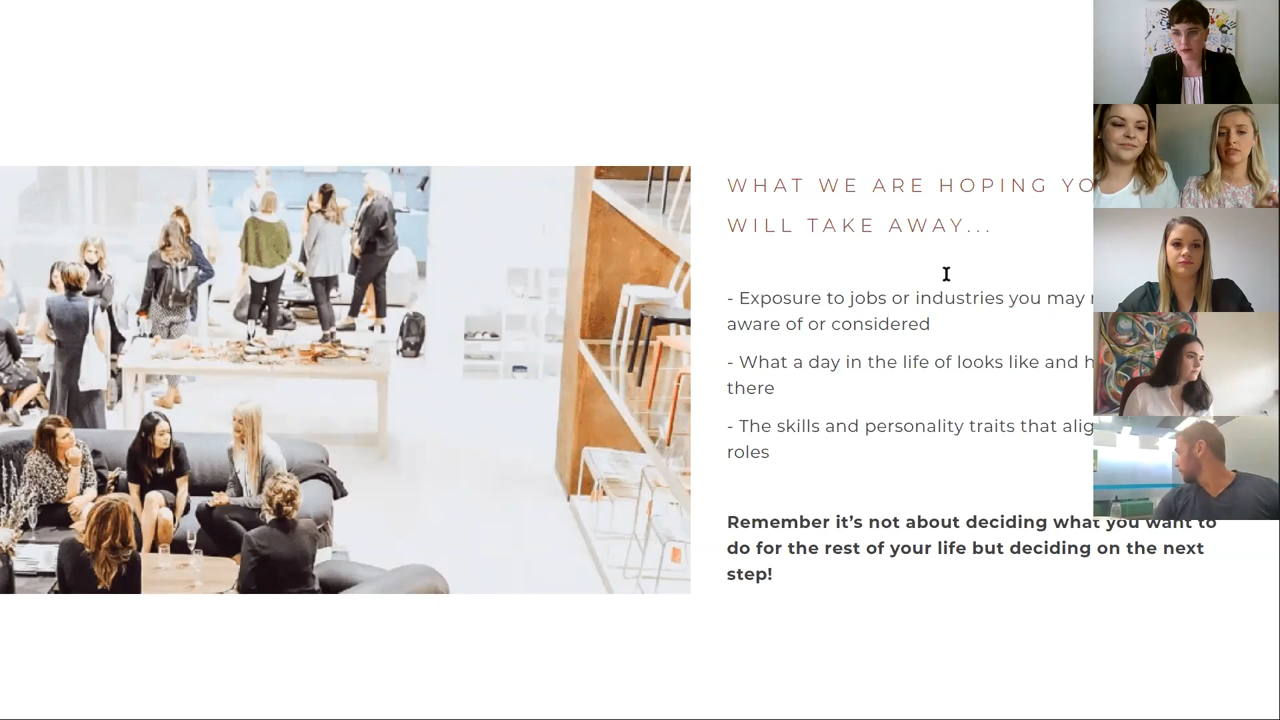 WHAT WE ARE HOPING YO
WILL TAKE AWAY...
- Exposure to jobs or industries you may
aware of or considered
- What a day in the life of looks like and
there
- The skills and personality traits that
roles
Remember it's not about deciding what you want to
do for the rest of your life but deciding on the next
step!